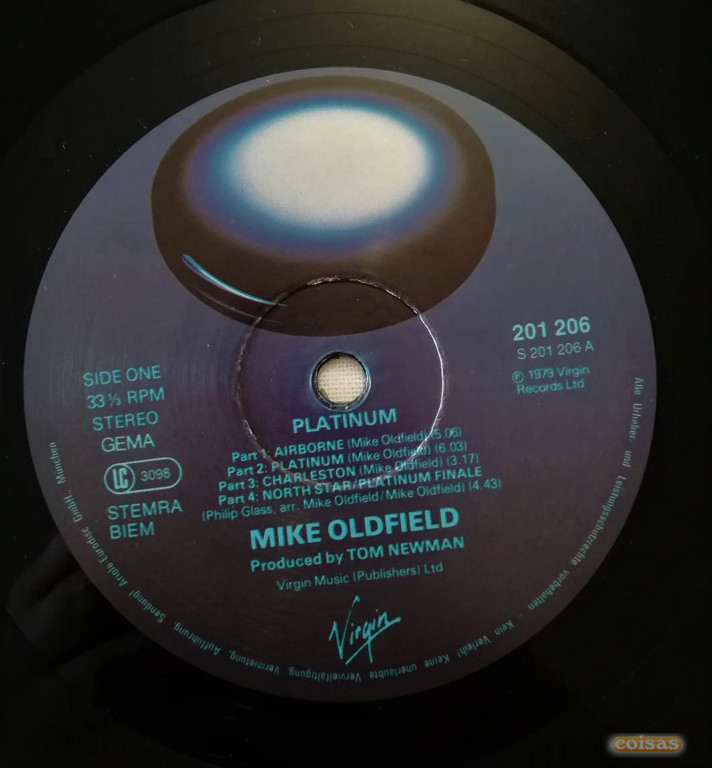 SIDE ONE
33⅓ RPM
STEREO
GEMA
LC 3098
STEMRA
BIEM
201 206
S 201 206 A
Ⓟ 1979 Virgin
Records Ltd
PLATINUM
Part 1: AIRBORNE (Mike Oldfield) (5.06)
Part 2: PLATINUM (Mike Oldfield) (6.03)
Part 3: CHARLESTON (Mike Oldfield) (3.17)
Part 4: NORTH STAR/PLATINUM FINALE
(Philip Glass, arr. Mike Oldfield/Mike Oldfield) (4.43)
MIKE OLDFIELD
Produced by TOM NEWMAN
Virgin Music (Publishers) Ltd
Virgin
Alle Urheber- und Leistungsschutzrechte vorbehalten - Kein Verleih! Keine unerlaubte Vervielfältigung, Vermietung, Aufführung, Sendung! Ariola-Eurodisc GmbH, München
coisas